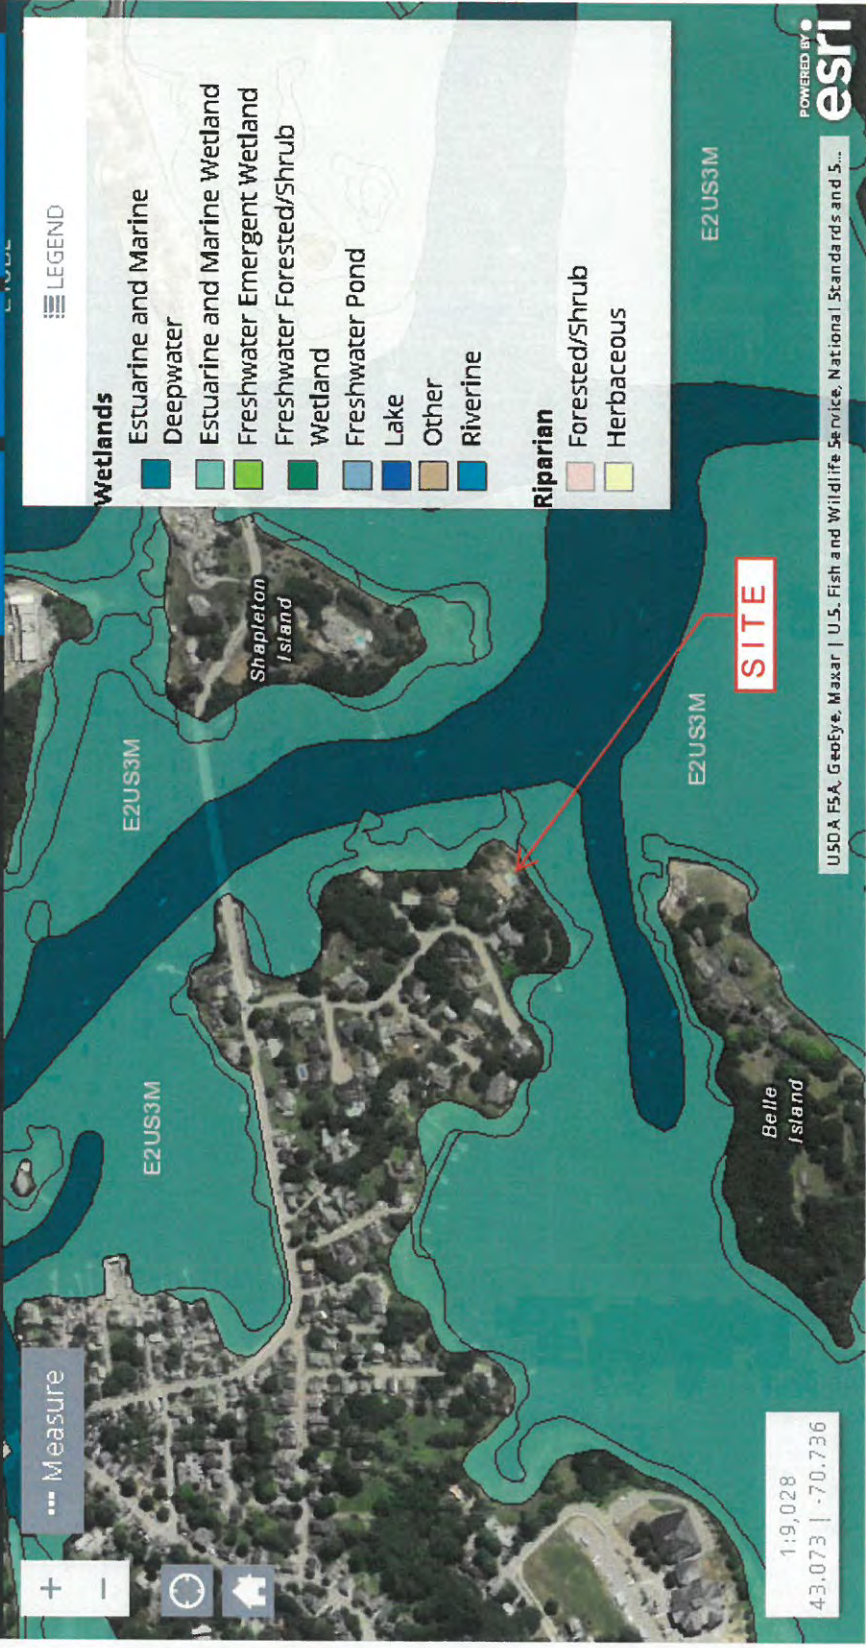 Measure
LEGEND
Wetlands
Estuarine and Marine
Deepwater
Estuarine and Marine Wetland
Freshwater Emergent Wetland
Freshwater Forested/Shrub
Wetland
Freshwater Pond
Lake
Other
Riverine
Riparian
Forested/Shrub
Herbaceous
E2US3M
E2US3M
Shapleton
Island
E2US3M
E2US3M
SITE
Belle
Island
1:9,028
43.073 | -70.736
USDA FSA, GeoEye, Maxar | U.S. Fish and Wildlife Service, National Standards and S...
POWERED BY
esri